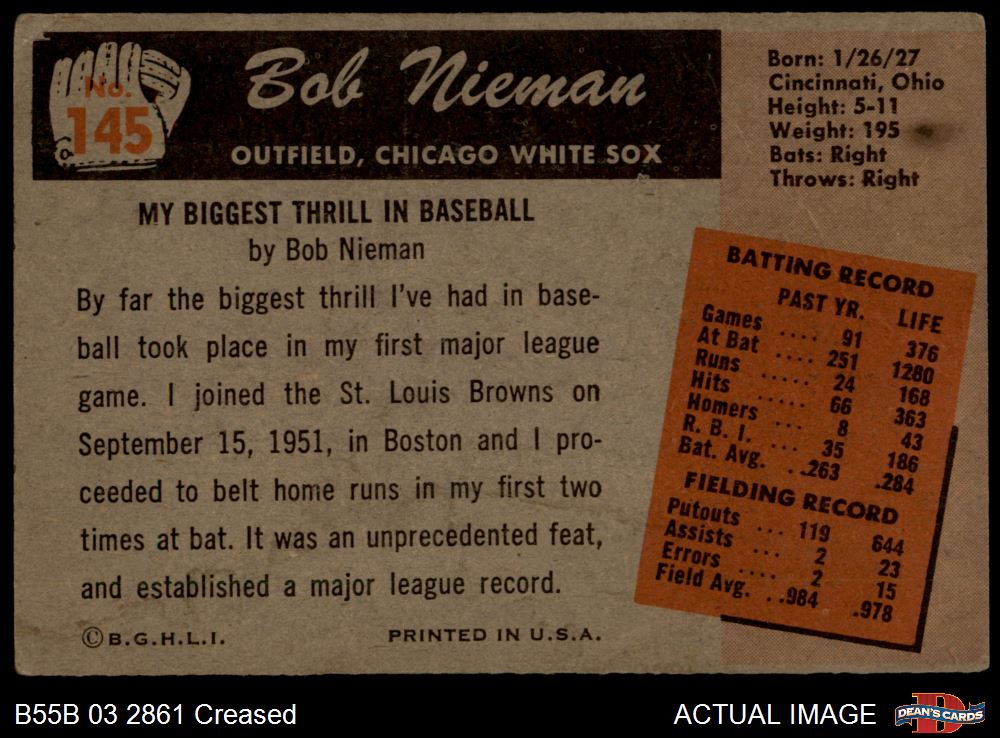 No.
145
Bob Nieman
OUTFIELD, CHICAGO WHITE SOX
Born: 1/26/27
Cincinnati, Ohio
Height: 5-11
Weight: 195
Bats: Right
Throws: Right
MY BIGGEST THRILL IN BASEBALL
by Bob Nieman
By far the biggest thrill I've had in base-
ball took place in my first major league
game. I joined the St. Louis Browns on
September 15, 1951, in Boston and I pro-
ceeded to belt home runs in my first two
times at bat. It was an unprecedented feat,
and established a major league record.
©B.G.H.L.I. PRINTED IN U.S.A.
BATTING RECORD
PAST YR. LIFE
Games .... 91 376
At Bat .... 251 1280
Runs ..... 24 168
Hits ..... 66 363
Homers ... 8 43
R. B. I. ... 35 186
Bat. Avg. ..263 .284
FIELDING RECORD
Putouts ... 119 644
Assists ... 2 23
Errors .... 2 15
Field Avg. ..984 .978
B55B 03 2861 Creased
ACTUAL IMAGE
D
DEAN'S CARDS